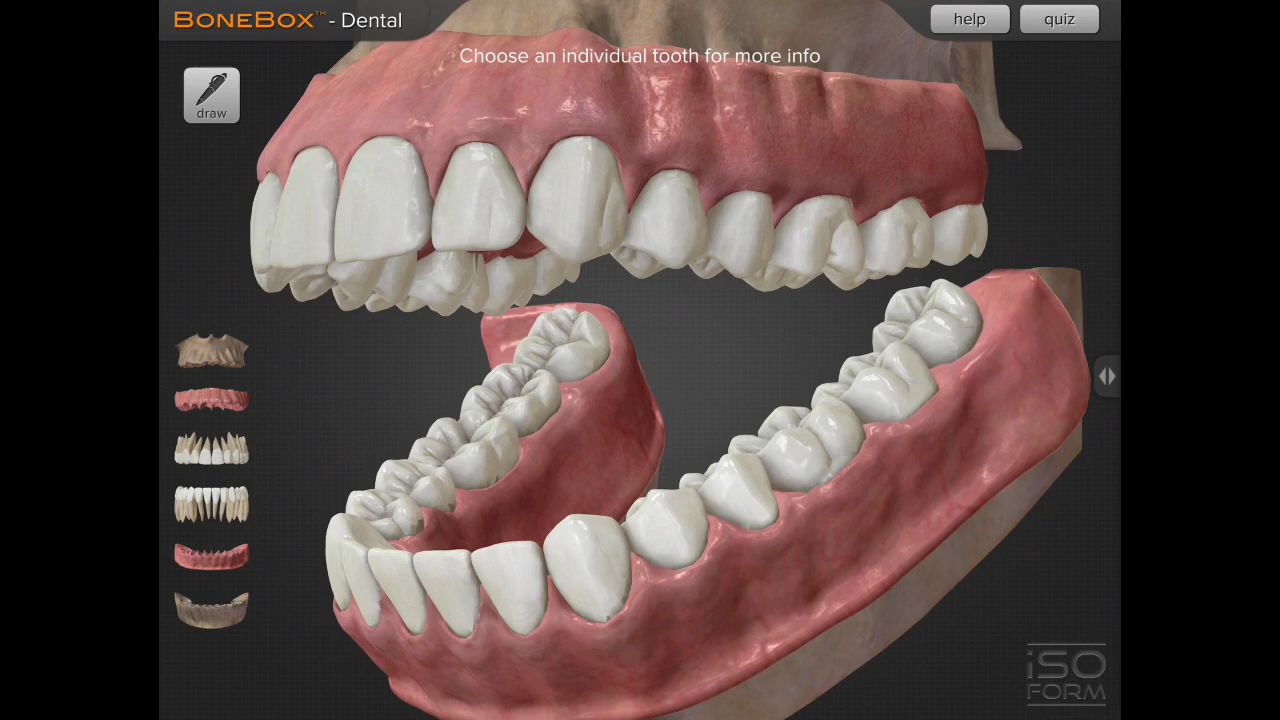 BONEBOX™ - Dental
help
quiz
Choose an individual tooth for more info
draw
iSO
FORM